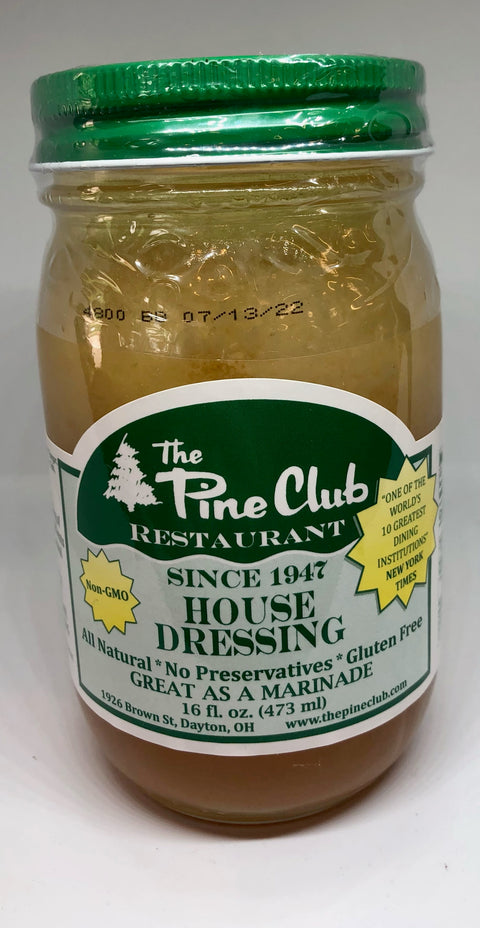 07/13/22
The
Pine Club
RESTAURANT
"ONE OF THE
WORLD'S
10 GREATEST
DINING
INSTITUTIONS"
NEW YORK
TIMES
Non-GMO
SINCE 1947
HOUSE
DRESSING
All Natural * No Preservatives * Gluten Free
GREAT AS A MARINADE
16 fl. oz. (473 ml)
1926 Brown St, Dayton, OH www.thepineclub.com